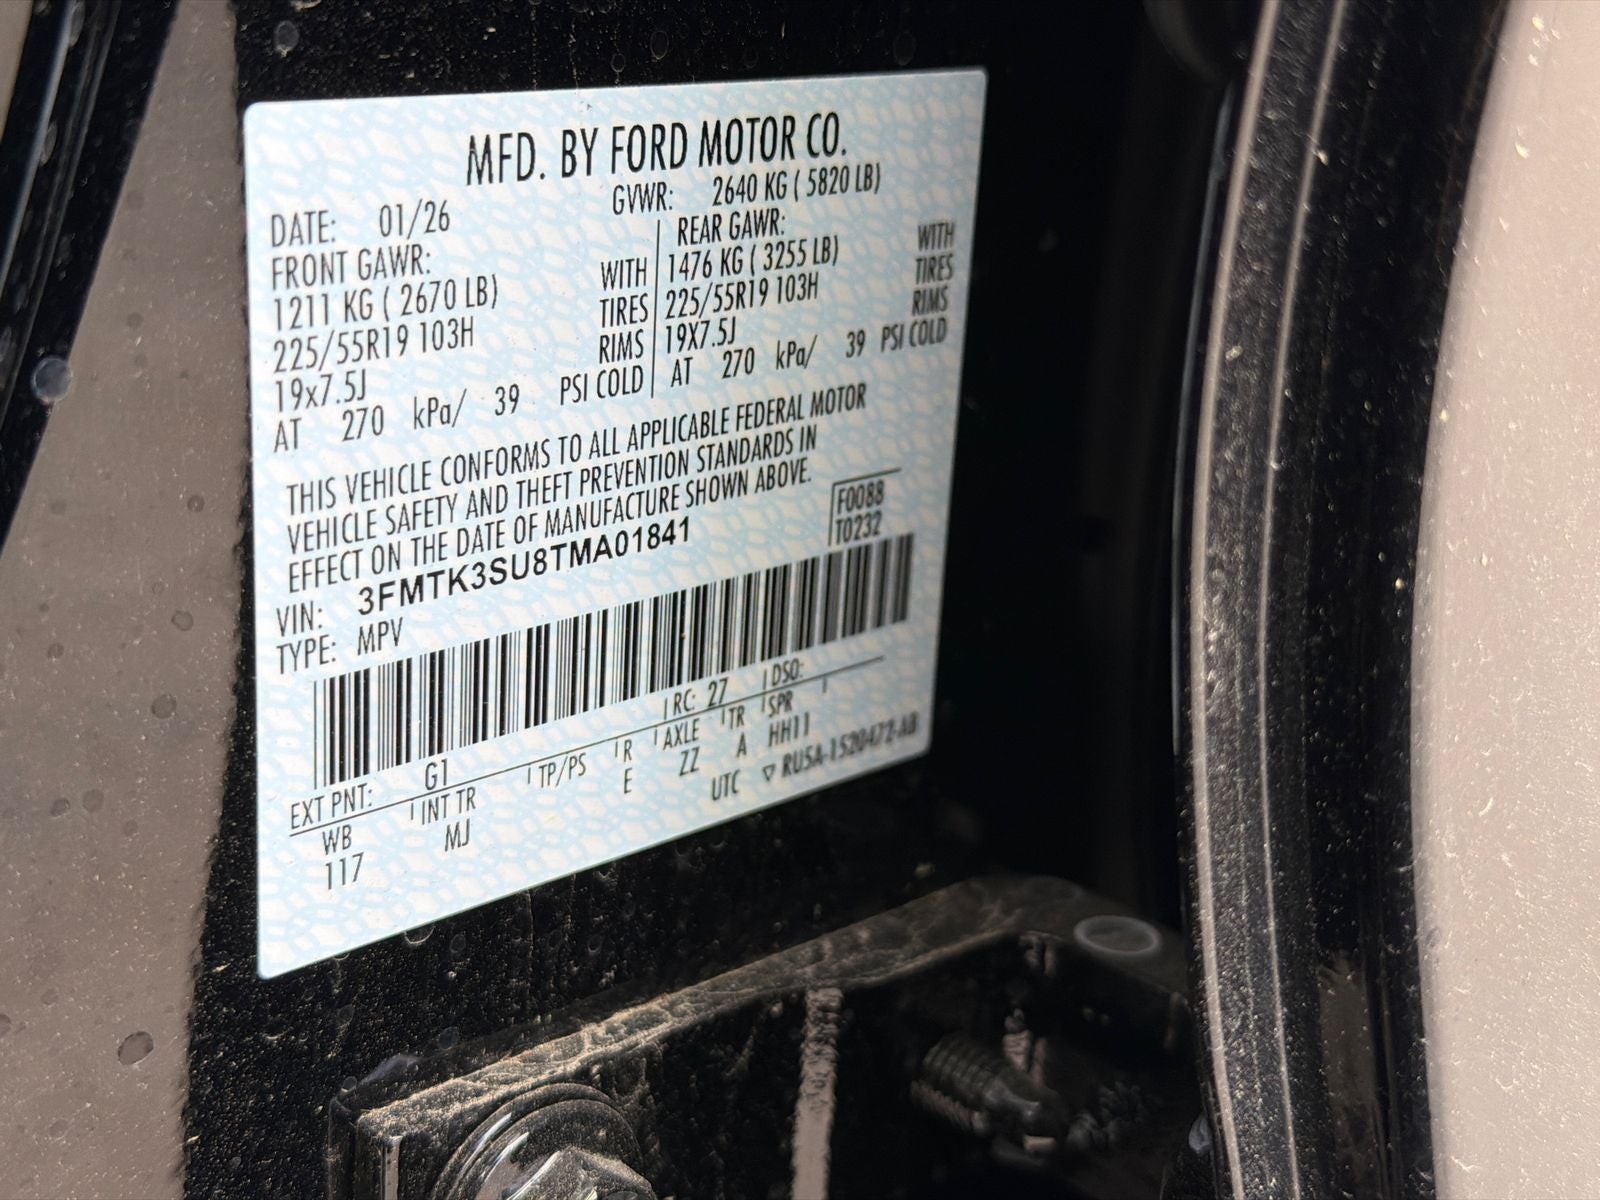 MFD. BY FORD MOTOR CO.
DATE: 01/26 GVWR: 2640 KG ( 5820 LB)
FRONT GAWR: REAR GAWR:
1211 KG ( 2670 LB) WITH 1476 KG ( 3255 LB) WITH
225/55R19 103H TIRES 225/55R19 103H TIRES
19x7.5J RIMS 19X7.5J RIMS
AT 270 kPa/ 39 PSI COLD AT 270 kPa/ 39 PSI COLD
THIS VEHICLE CONFORMS TO ALL APPLICABLE FEDERAL MOTOR
VEHICLE SAFETY AND THEFT PREVENTION STANDARDS IN
EFFECT ON THE DATE OF MANUFACTURE SHOWN ABOVE.
F0088
T0232
VIN: 3FMTK3SU8TMA01841
TYPE: MPV
EXT PNT: G1 RC: 27 DSO:
WB INT TR TP/PS R AXLE TR SPR
117 MJ E ZZ A HH11
UTC ▽ RU5A-1520472-AB